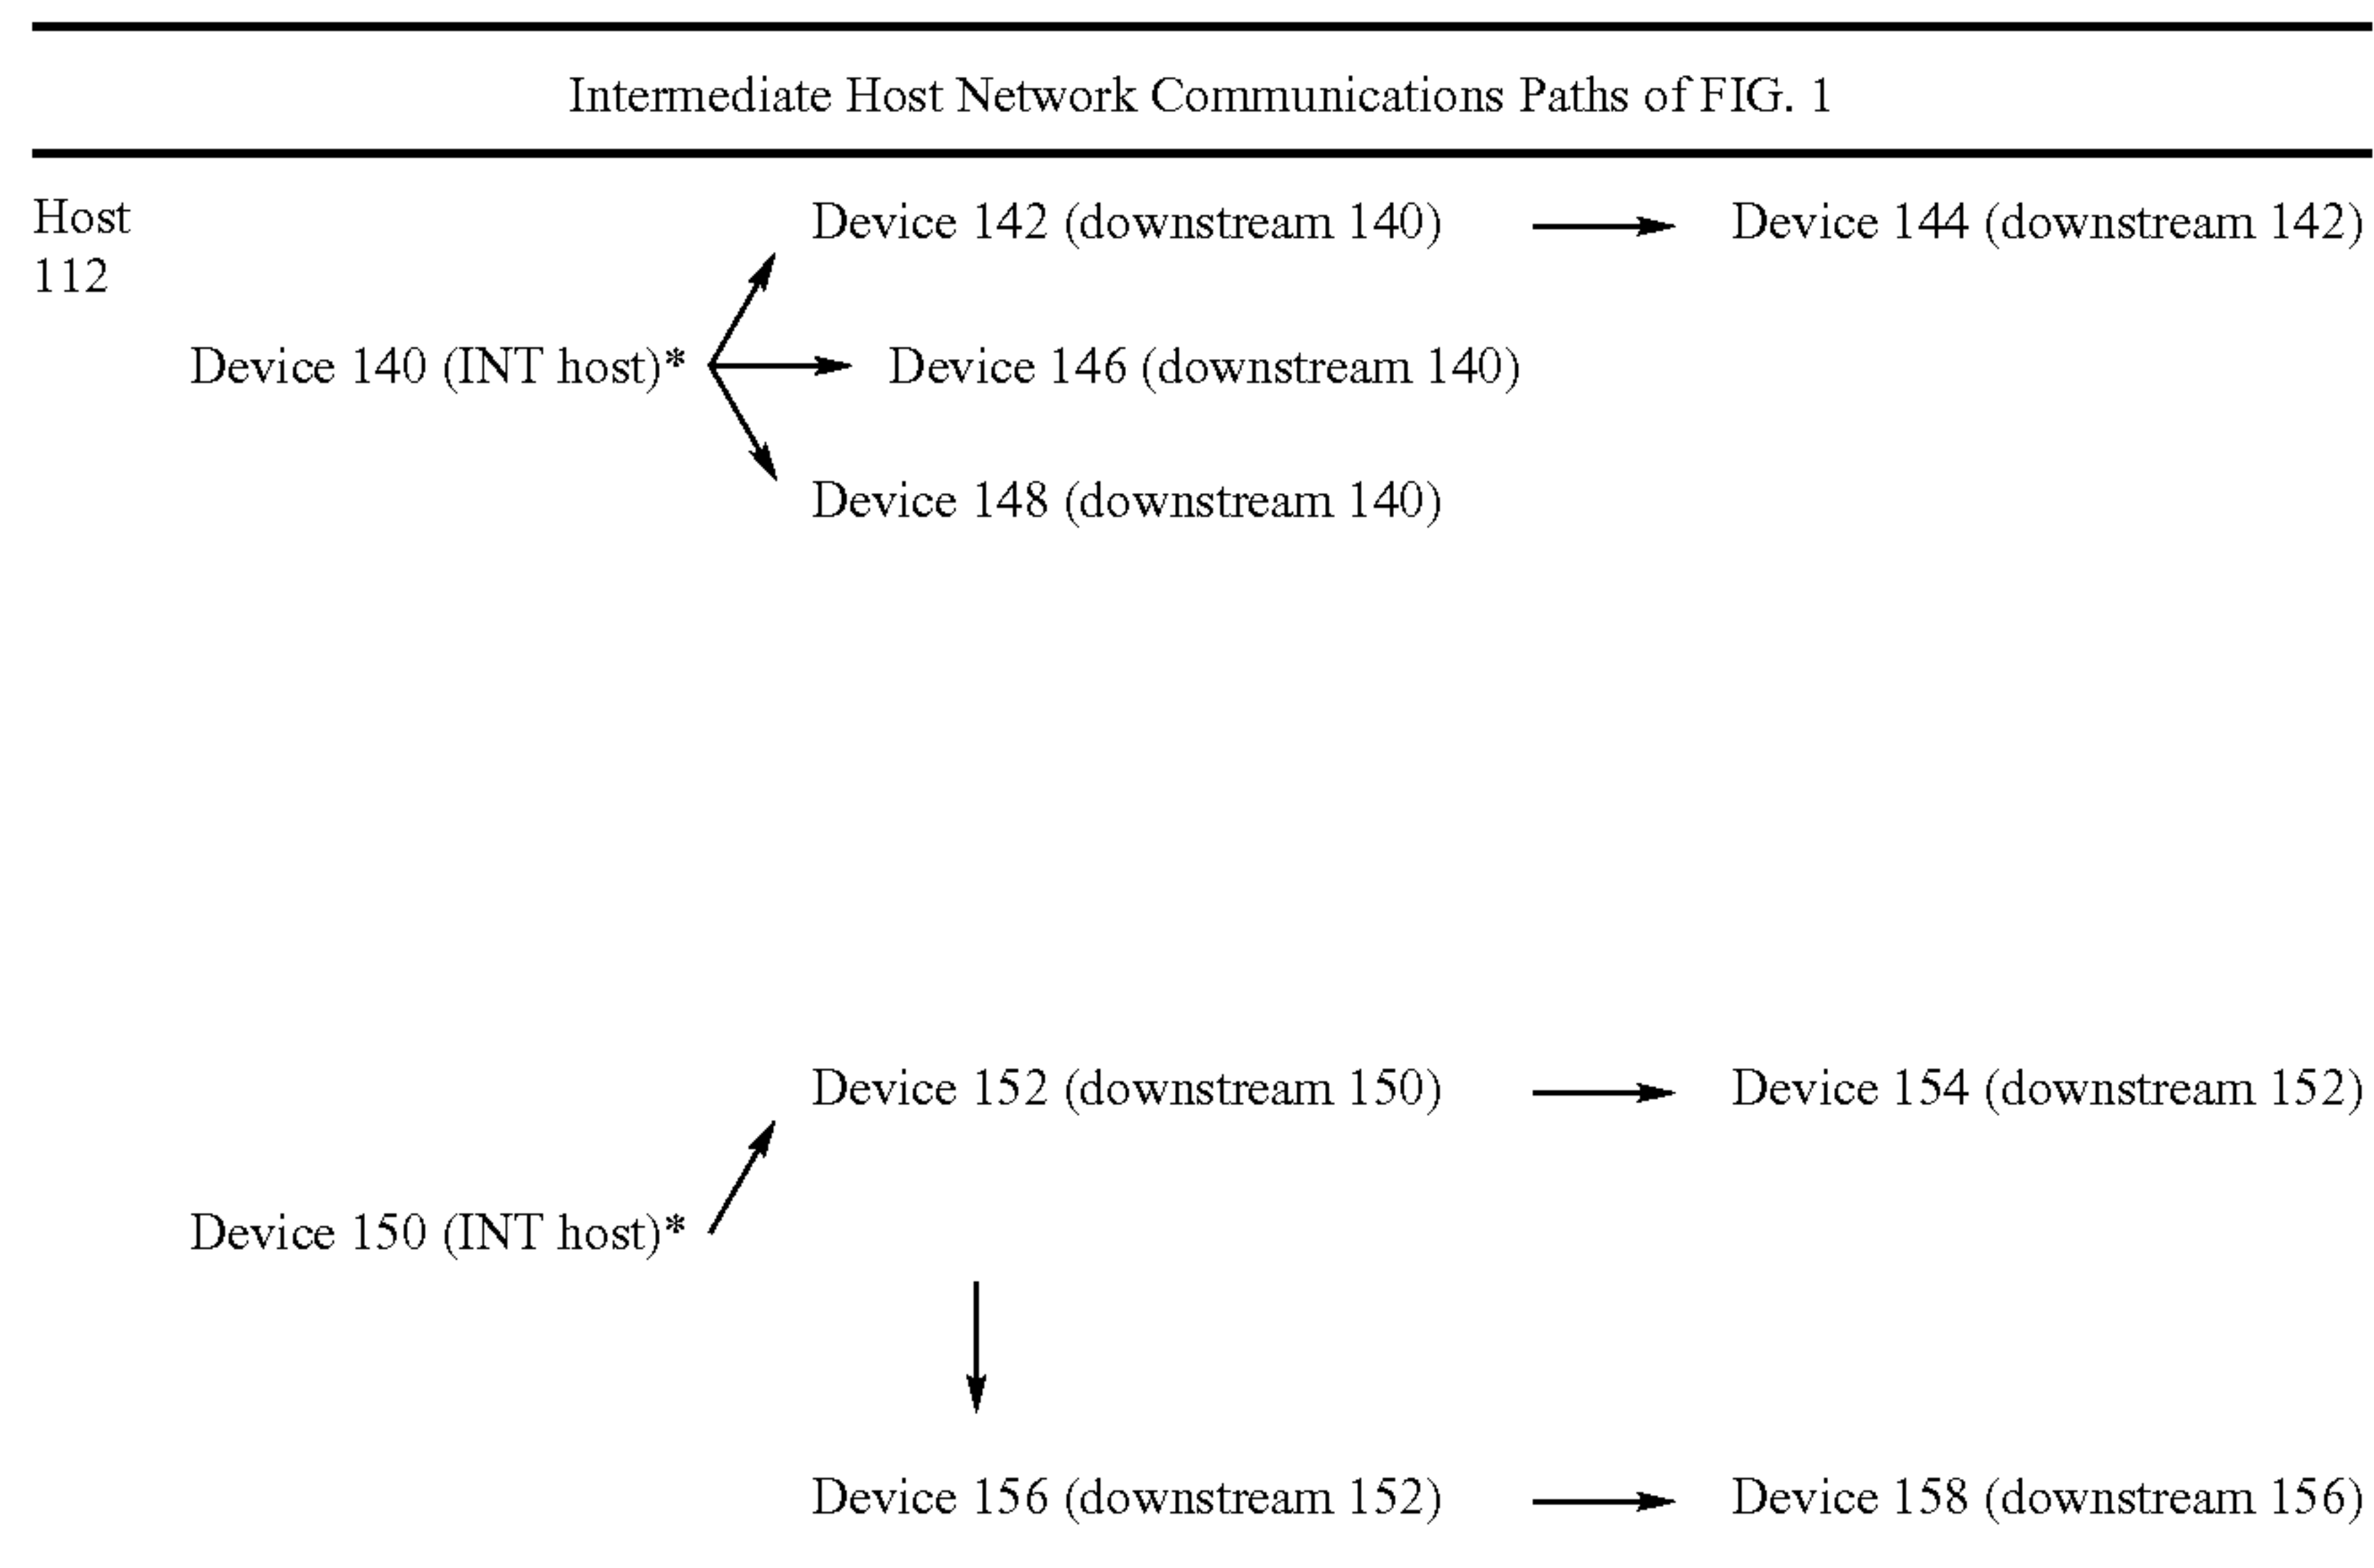 Intermediate Host Network Communications Paths of FIG. 1
Host
112
Device 142 (downstream 140)
Device 144 (downstream 142)
Device 140 (INT host)*
Device 146 (downstream 140)
Device 148 (downstream 140)
Device 152 (downstream 150)
Device 154 (downstream 152)
Device 150 (INT host)*
Device 156 (downstream 152)
Device 158 (downstream 156)